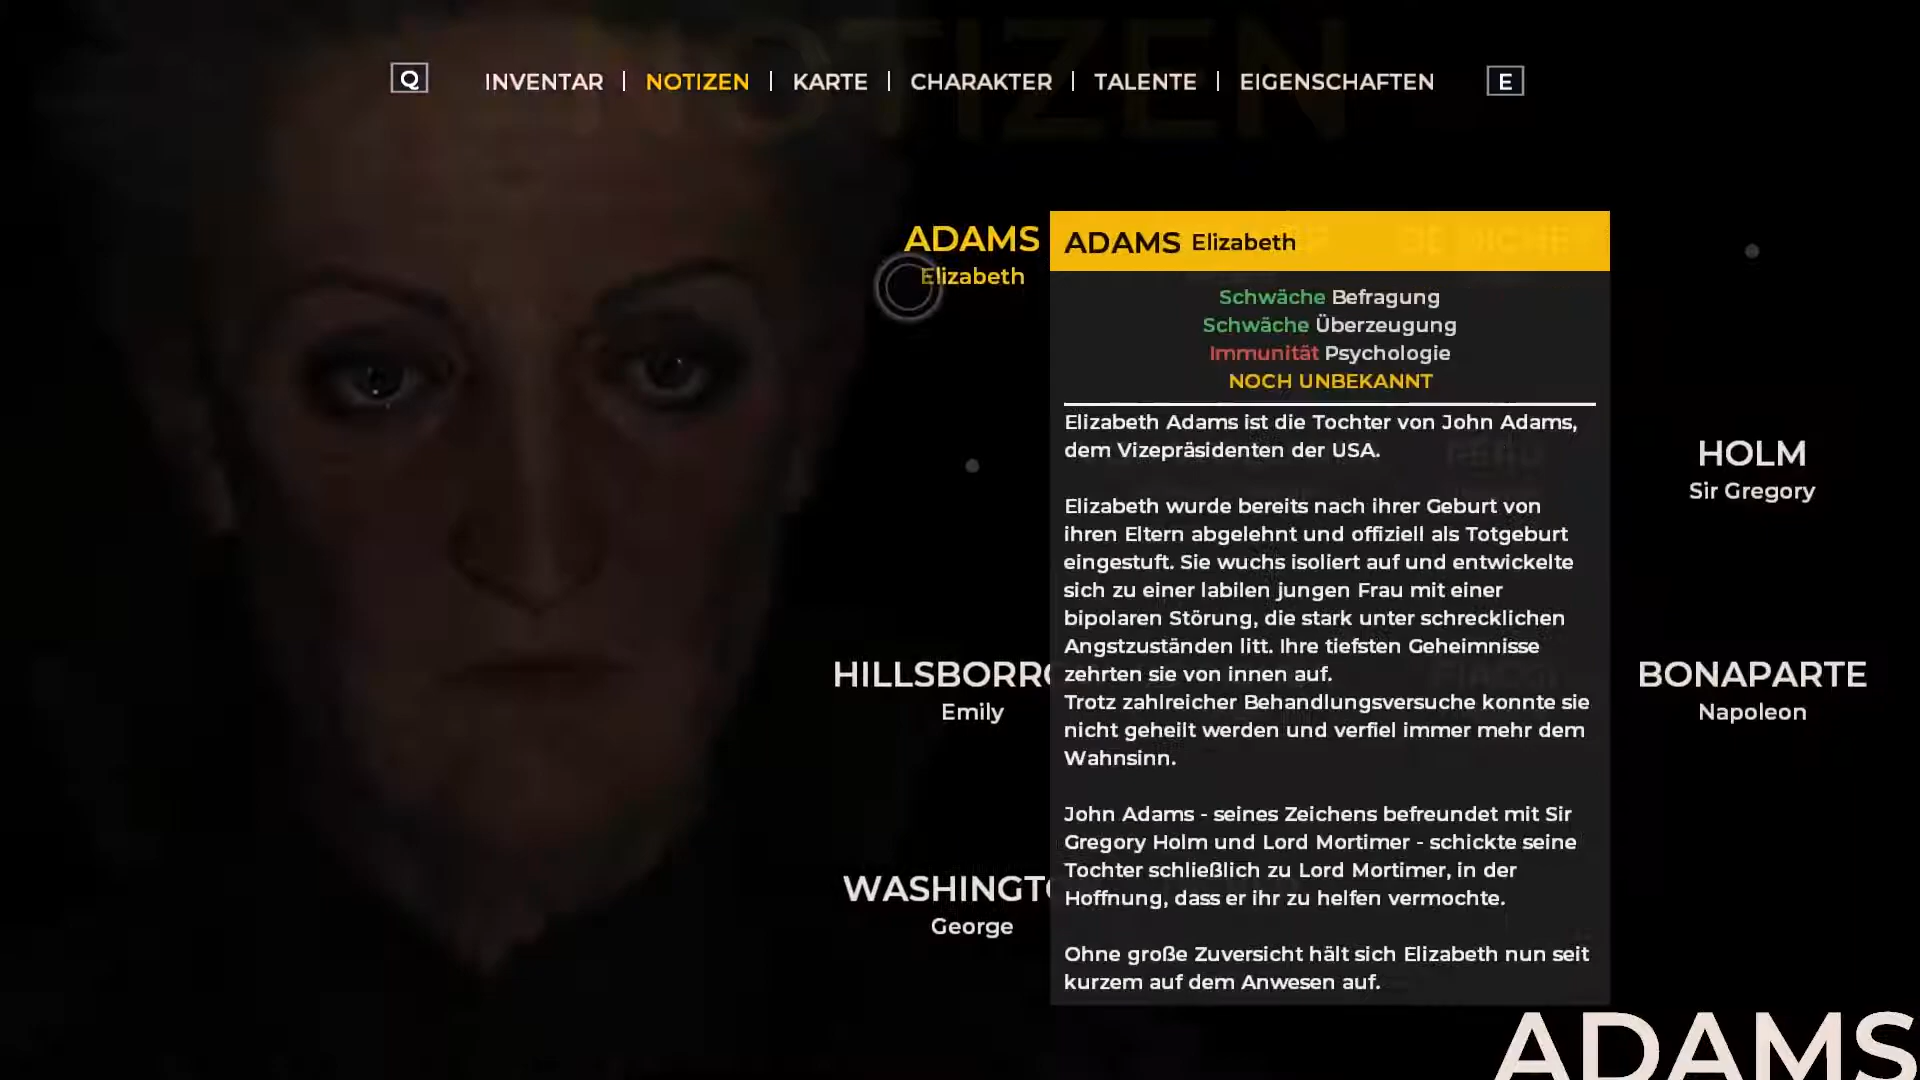 NOTIZEN
Q INVENTAR | NOTIZEN | KARTE | CHARAKTER | TALENTE | EIGENSCHAFTEN E
ADAMS
Elizabeth
ADAMS Elizabeth
Schwäche Befragung
Schwäche Überzeugung
Immunität Psychologie
NOCH UNBEKANNT
Elizabeth Adams ist die Tochter von John Adams,
dem Vizepräsidenten der USA.
Elizabeth wurde bereits nach ihrer Geburt von
ihren Eltern abgelehnt und offiziell als Totgeburt
eingestuft. Sie wuchs isoliert auf und entwickelte
sich zu einer labilen jungen Frau mit einer
bipolaren Störung, die stark unter schrecklichen
Angstzuständen litt. Ihre tiefsten Geheimnisse
zehrten sie von innen auf.
Trotz zahlreicher Behandlungsversuche konnte sie
nicht geheilt werden und verfiel immer mehr dem
Wahnsinn.
John Adams - seines Zeichens befreundet mit Sir
Gregory Holm und Lord Mortimer - schickte seine
Tochter schließlich zu Lord Mortimer, in der
Hoffnung, dass er ihr zu helfen vermochte.
Ohne große Zuversicht hält sich Elizabeth nun seit
kurzem auf dem Anwesen auf.
HOLM
Sir Gregory
HILLSBORRO
Emily
BONAPARTE
Napoleon
WASHINGTO
George
ADAMS